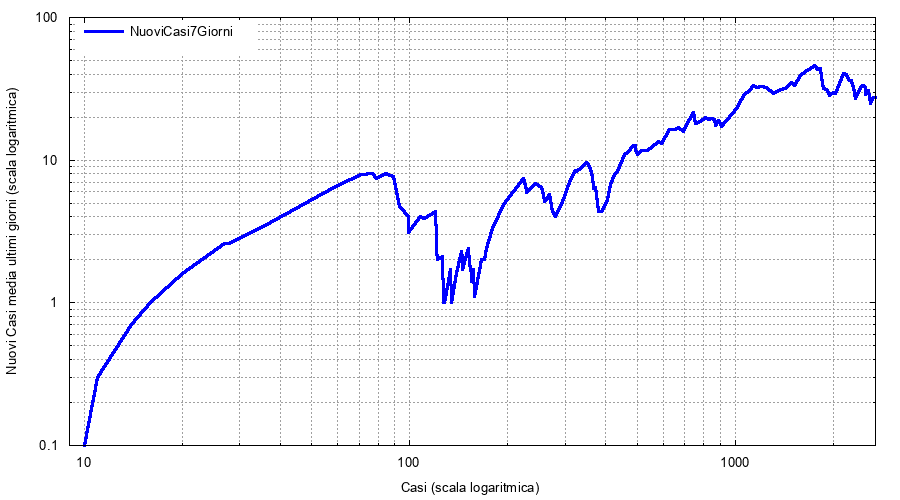 100
NuoviCasi7Giorni
10
1
0.1
10 100 1000
Nuovi Casi media ultimi giorni (scala logaritmica)
Casi (scala logaritmica)